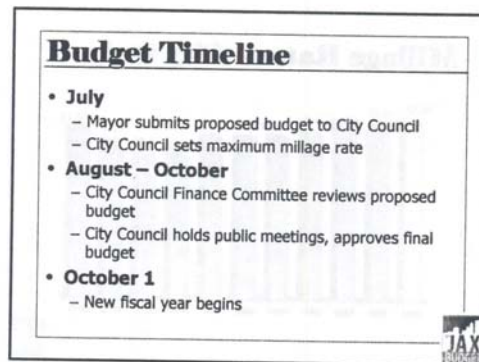 Budget Timeline
• July
– Mayor submits proposed budget to City Council
– City Council sets maximum millage rate
• August – October
– City Council Finance Committee reviews proposed
budget
– City Council holds public meetings, approves final
budget
• October 1
– New fiscal year begins
JAX
BUDGET